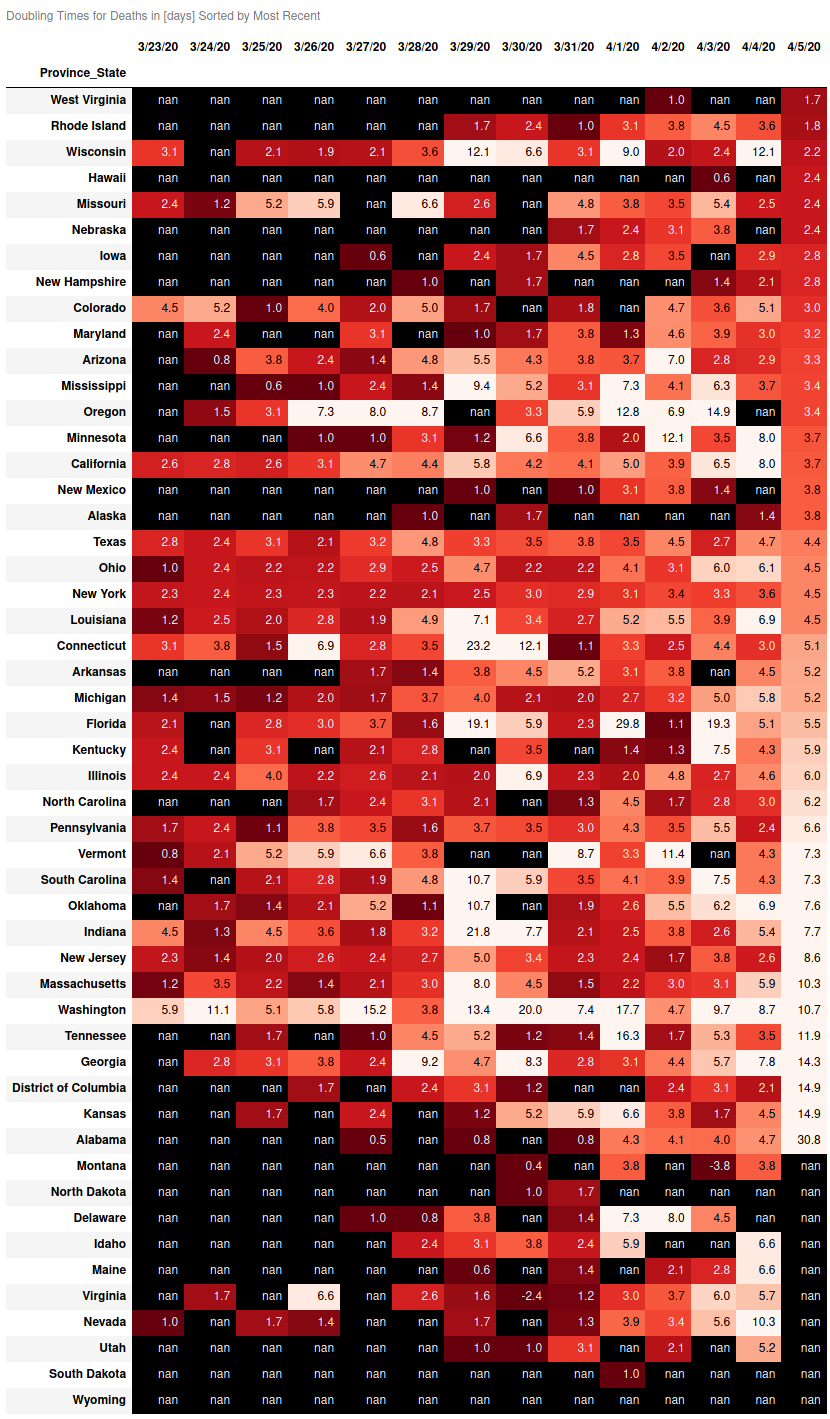 Doubling Times for Deaths in [days] Sorted by Most Recent
3/23/20 3/24/20 3/25/20 3/26/20 3/27/20 3/28/20 3/29/20 3/30/20 3/31/20 4/1/20 4/2/20 4/3/20 4/4/20 4/5/20
Province_State
West Virginia nan nan nan nan nan nan nan nan nan nan 1.0 nan nan 1.7
Rhode Island nan nan nan nan nan nan 1.7 2.4 1.0 3.1 3.8 4.5 3.6 1.8
Wisconsin 3.1 nan 2.1 1.9 2.1 3.6 12.1 6.6 3.1 9.0 2.0 2.4 12.1 2.2
Hawaii nan nan nan nan nan nan nan nan nan nan nan 0.6 nan 2.4
Missouri 2.4 1.2 5.2 5.9 nan 6.6 2.6 nan 4.8 3.8 3.5 5.4 2.5 2.4
Nebraska nan nan nan nan nan nan nan nan 1.7 2.4 3.1 3.8 nan 2.4
Iowa nan nan nan nan 0.6 nan 2.4 1.7 4.5 2.8 3.5 nan 2.9 2.8
New Hampshire nan nan nan nan nan 1.0 nan 1.7 nan nan nan 1.4 2.1 2.8
Colorado 4.5 5.2 1.0 4.0 2.0 5.0 1.7 nan 1.8 nan 4.7 3.6 5.1 3.0
Maryland nan 2.4 nan nan 3.1 nan 1.0 1.7 3.8 1.3 4.6 3.9 3.0 3.2
Arizona nan 0.8 3.8 2.4 1.4 4.8 5.5 4.3 3.8 3.7 7.0 2.8 2.9 3.3
Mississippi nan nan 0.6 1.0 2.4 1.4 9.4 5.2 3.1 7.3 4.1 6.3 3.7 3.4
Oregon nan 1.5 3.1 7.3 8.0 8.7 nan 3.3 5.9 12.8 6.9 14.9 nan 3.4
Minnesota nan nan nan 1.0 1.0 3.1 1.2 6.6 3.8 2.0 12.1 3.5 8.0 3.7
California 2.6 2.8 2.6 3.1 4.7 4.4 5.8 4.2 4.1 5.0 3.9 6.5 8.0 3.7
New Mexico nan nan nan nan nan nan 1.0 nan 1.0 3.1 3.8 1.4 nan 3.8
Alaska nan nan nan nan nan 1.0 nan 1.7 nan nan nan nan 1.4 3.8
Texas 2.8 2.4 3.1 2.1 3.2 4.8 3.3 3.5 3.8 3.5 4.5 2.7 4.7 4.4
Ohio 1.0 2.4 2.2 2.2 2.9 2.5 4.7 2.2 2.2 4.1 3.1 6.0 6.1 4.5
New York 2.3 2.4 2.3 2.3 2.2 2.1 2.5 3.0 2.9 3.1 3.4 3.3 3.6 4.5
Louisiana 1.2 2.5 2.0 2.8 1.9 4.9 7.1 3.4 2.7 5.2 5.5 3.9 6.9 4.5
Connecticut 3.1 3.8 1.5 6.9 2.8 3.5 23.2 12.1 1.1 3.3 2.5 4.4 3.0 5.1
Arkansas nan nan nan nan 1.7 1.4 3.8 4.5 5.2 3.1 3.8 nan 4.5 5.2
Michigan 1.4 1.5 1.2 2.0 1.7 3.7 4.0 2.1 2.0 2.7 3.2 5.0 5.8 5.2
Florida 2.1 nan 2.8 3.0 3.7 1.6 19.1 5.9 2.3 29.8 1.1 19.3 5.1 5.5
Kentucky 2.4 nan 3.1 nan 2.1 2.8 nan 3.5 nan 1.4 1.3 7.5 4.3 5.9
Illinois 2.4 2.4 4.0 2.2 2.6 2.1 2.0 6.9 2.3 2.0 4.8 2.7 4.6 6.0
North Carolina nan nan nan 1.7 2.4 3.1 2.1 nan 1.3 4.5 1.7 2.8 3.0 6.2
Pennsylvania 1.7 2.4 1.1 3.8 3.5 1.6 3.7 3.5 3.0 4.3 3.5 5.5 2.4 6.6
Vermont 0.8 2.1 5.2 5.9 6.6 3.8 nan nan 8.7 3.3 11.4 nan 4.3 7.3
South Carolina 1.4 nan 2.1 2.8 1.9 4.8 10.7 5.9 3.5 4.1 3.9 7.5 4.3 7.3
Oklahoma nan 1.7 1.4 2.1 5.2 1.1 10.7 nan 1.9 2.6 5.5 6.2 6.9 7.6
Indiana 4.5 1.3 4.5 3.6 1.8 3.2 21.8 7.7 2.1 2.5 3.8 2.6 5.4 7.7
New Jersey 2.3 1.4 2.0 2.6 2.4 2.7 5.0 3.4 2.3 2.4 1.7 3.8 2.6 8.6
Massachusetts 1.2 3.5 2.2 1.4 2.1 3.0 8.0 4.5 1.5 2.2 3.0 3.1 5.9 10.3
Washington 5.9 11.1 5.1 5.8 15.2 3.8 13.4 20.0 7.4 17.7 4.7 9.7 8.7 10.7
Tennessee nan nan 1.7 nan 1.0 4.5 5.2 1.2 1.4 16.3 1.7 5.3 3.5 11.9
Georgia nan 2.8 3.1 3.8 2.4 9.2 4.7 8.3 2.8 3.1 4.4 5.7 7.8 14.3
District of Columbia nan nan nan 1.7 nan 2.4 3.1 1.2 nan nan 2.4 3.1 2.1 14.9
Kansas nan nan 1.7 nan 2.4 nan 1.2 5.2 5.9 6.6 3.8 1.7 4.5 14.9
Alabama nan nan nan nan 0.5 nan 0.8 nan 0.8 4.3 4.1 4.0 4.7 30.8
Montana nan nan nan nan nan nan nan 0.4 nan 3.8 nan -3.8 3.8 nan
North Dakota nan nan nan nan nan nan nan 1.0 1.7 nan nan nan nan nan
Delaware nan nan nan nan 1.0 0.8 3.8 nan 1.4 7.3 8.0 4.5 nan nan
Idaho nan nan nan nan nan 2.4 3.1 3.8 2.4 5.9 nan nan 6.6 nan
Maine nan nan nan nan nan nan 0.6 nan 1.4 nan 2.1 2.8 6.6 nan
Virginia nan 1.7 nan 6.6 nan 2.6 1.6 -2.4 1.2 3.0 3.7 6.0 5.7 nan
Nevada 1.0 nan 1.7 1.4 nan nan 1.7 nan 1.3 3.9 3.4 5.6 10.3 nan
Utah nan nan nan nan nan nan 1.0 1.0 3.1 nan 2.1 nan 5.2 nan
South Dakota nan nan nan nan nan nan nan nan nan 1.0 nan nan nan nan
Wyoming nan nan nan nan nan nan nan nan nan nan nan nan nan nan